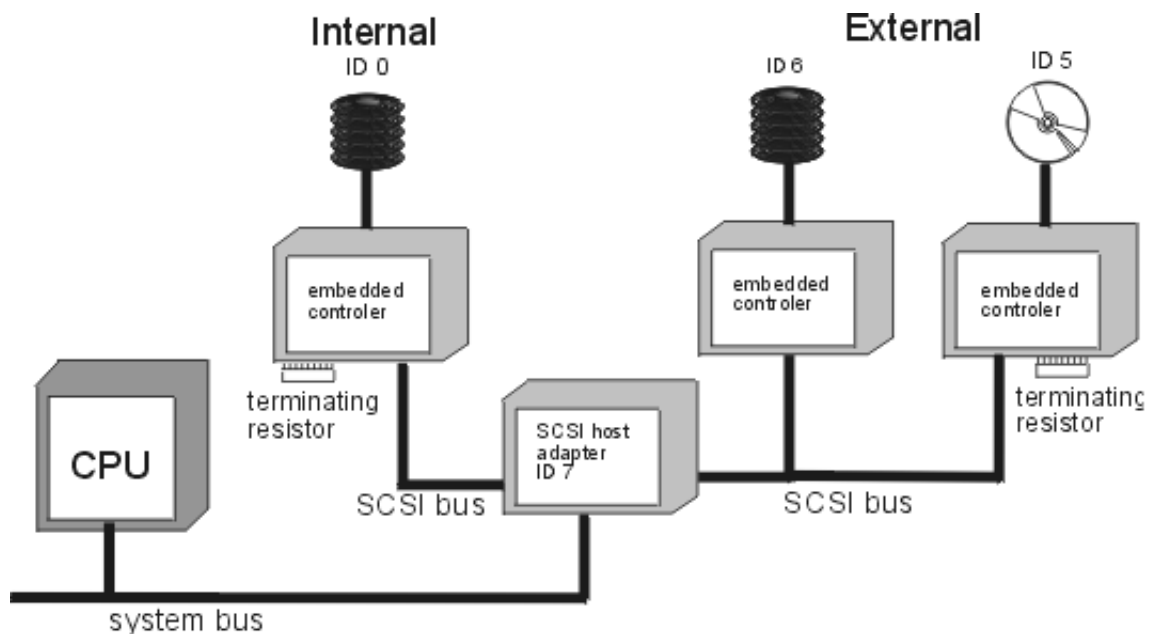 Internal
External
ID 0
ID 6
ID 5
embedded
controler
embedded
controler
embedded
controler
terminating
resistor
terminating
resistor
CPU
SCSI host
adapter
ID 7
SCSI bus
SCSI bus
system bus